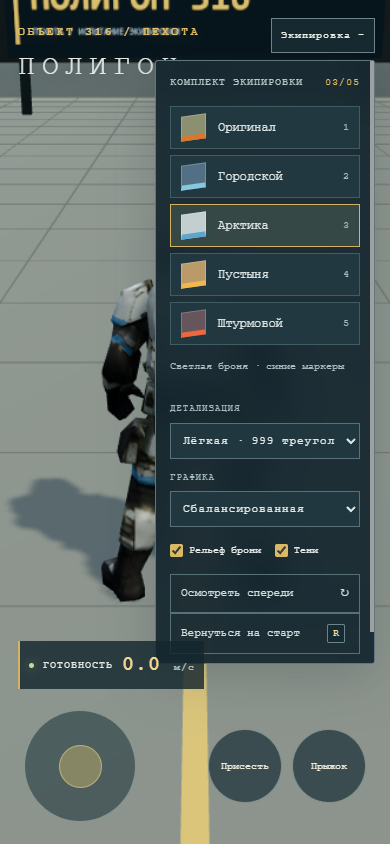 ПОЛИГОН 316
ОБЪЕКТ 316 / ПЕХОТА
ПОЛИГОН
Экипировка −
КОМПЛЕКТ ЭКИПИРОВКИ 03/05
Оригинал 1
Городской 2
Арктика 3
Пустыня 4
Штурмовой 5
Светлая броня · синие маркеры
ДЕТАЛИЗАЦИЯ
Лёгкая · 999 треугол
ГРАФИКА
Сбалансированная
Рельеф брони Тени
Осмотреть спереди ↻
Вернуться на старт R
ГОТОВНОСТЬ 0.0 м/с
Присесть Прыжок